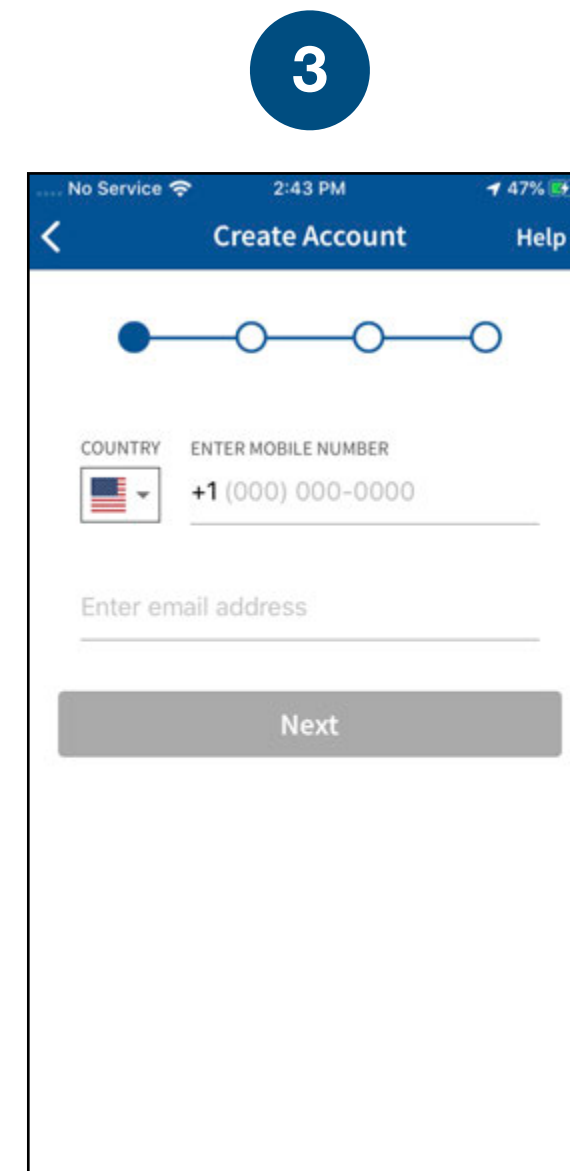 3
No Service 2:43 PM 47%
Create Account Help
COUNTRY ENTER MOBILE NUMBER
+1 (000) 000-0000
Enter email address
Next